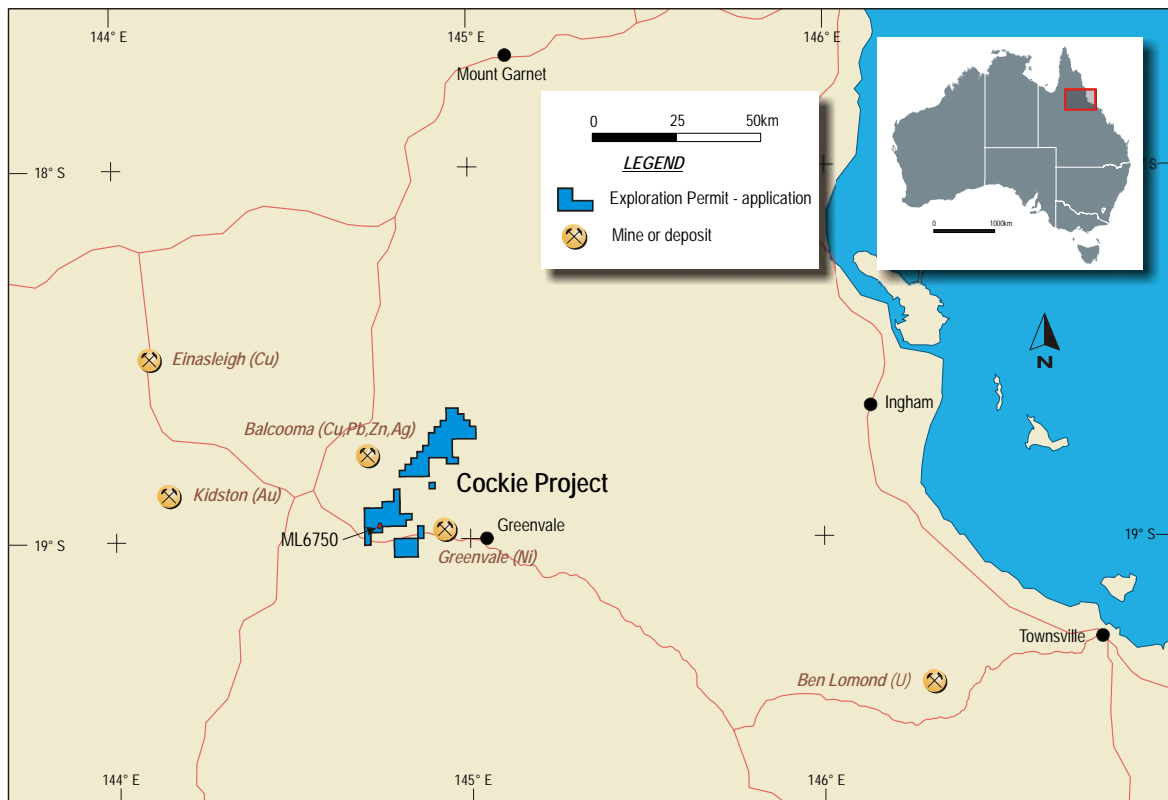 144° E
145° E
146° E
Mount Garnet
0 25 50km
LEGEND
Exploration Permit - application
Mine or deposit
0 1000km
18° S
S
Einasleigh (Cu)
N
Ingham
Balcooma (Cu,Pb,Zn,Ag)
Cockie Project
Kidston (Au)
Greenvale
ML6750
19° S
19° S
Greenvale (Ni)
Townsville
Ben Lomond (U)
144° E
145° E
146° E